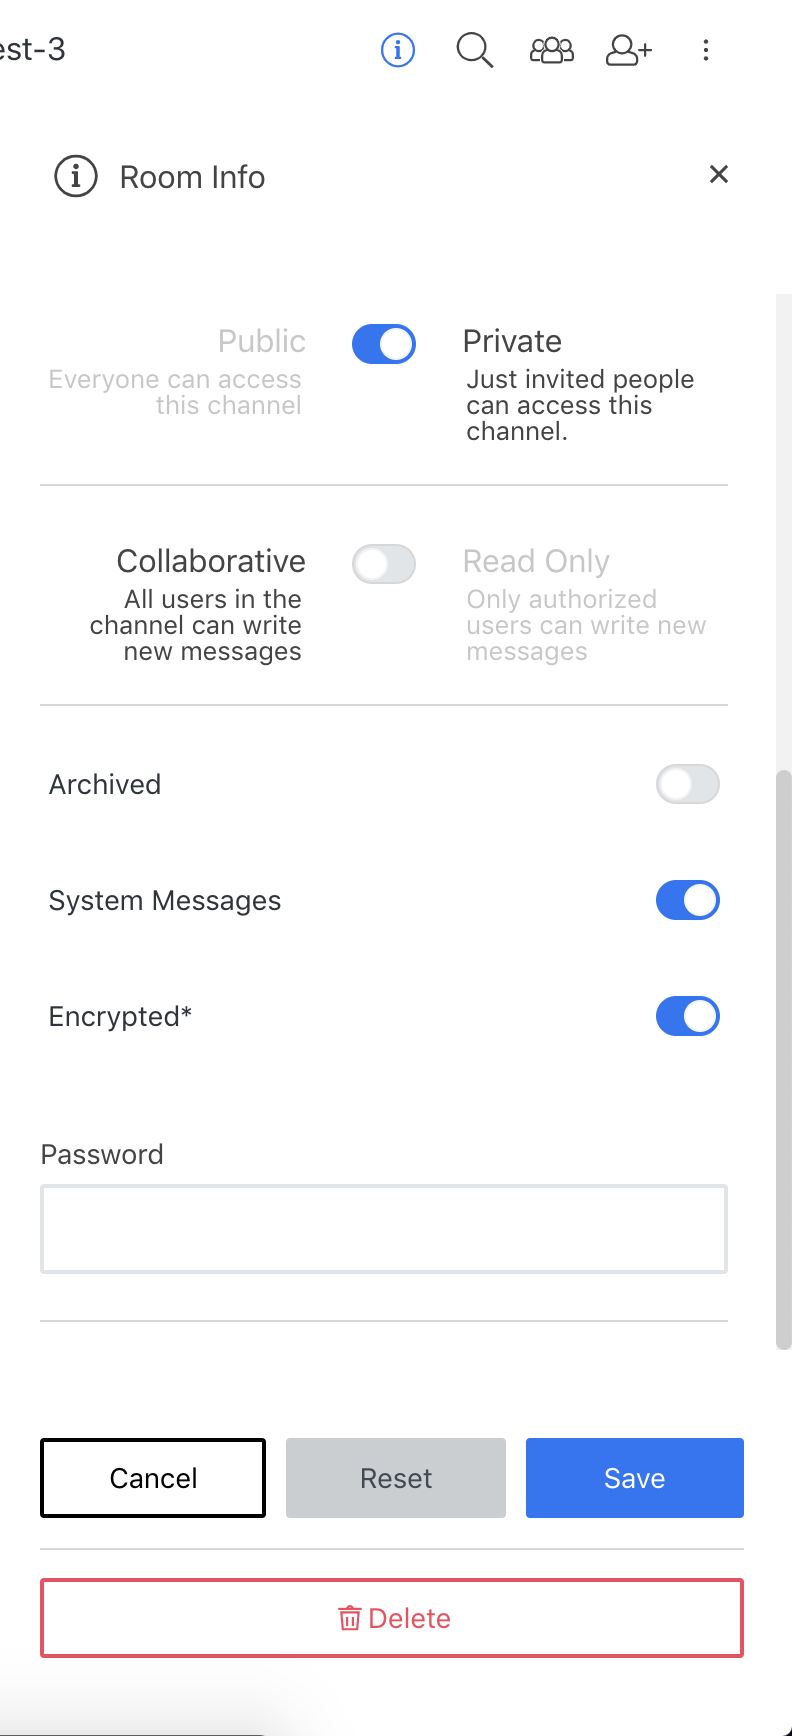 est-3
Room Info
Public
Everyone can access
this channel
Private
Just invited people
can access this
channel.
Collaborative
All users in the
channel can write
new messages
Read Only
Only authorized
users can write new
messages
Archived
System Messages
Encrypted*
Password
Cancel
Reset
Save
Delete